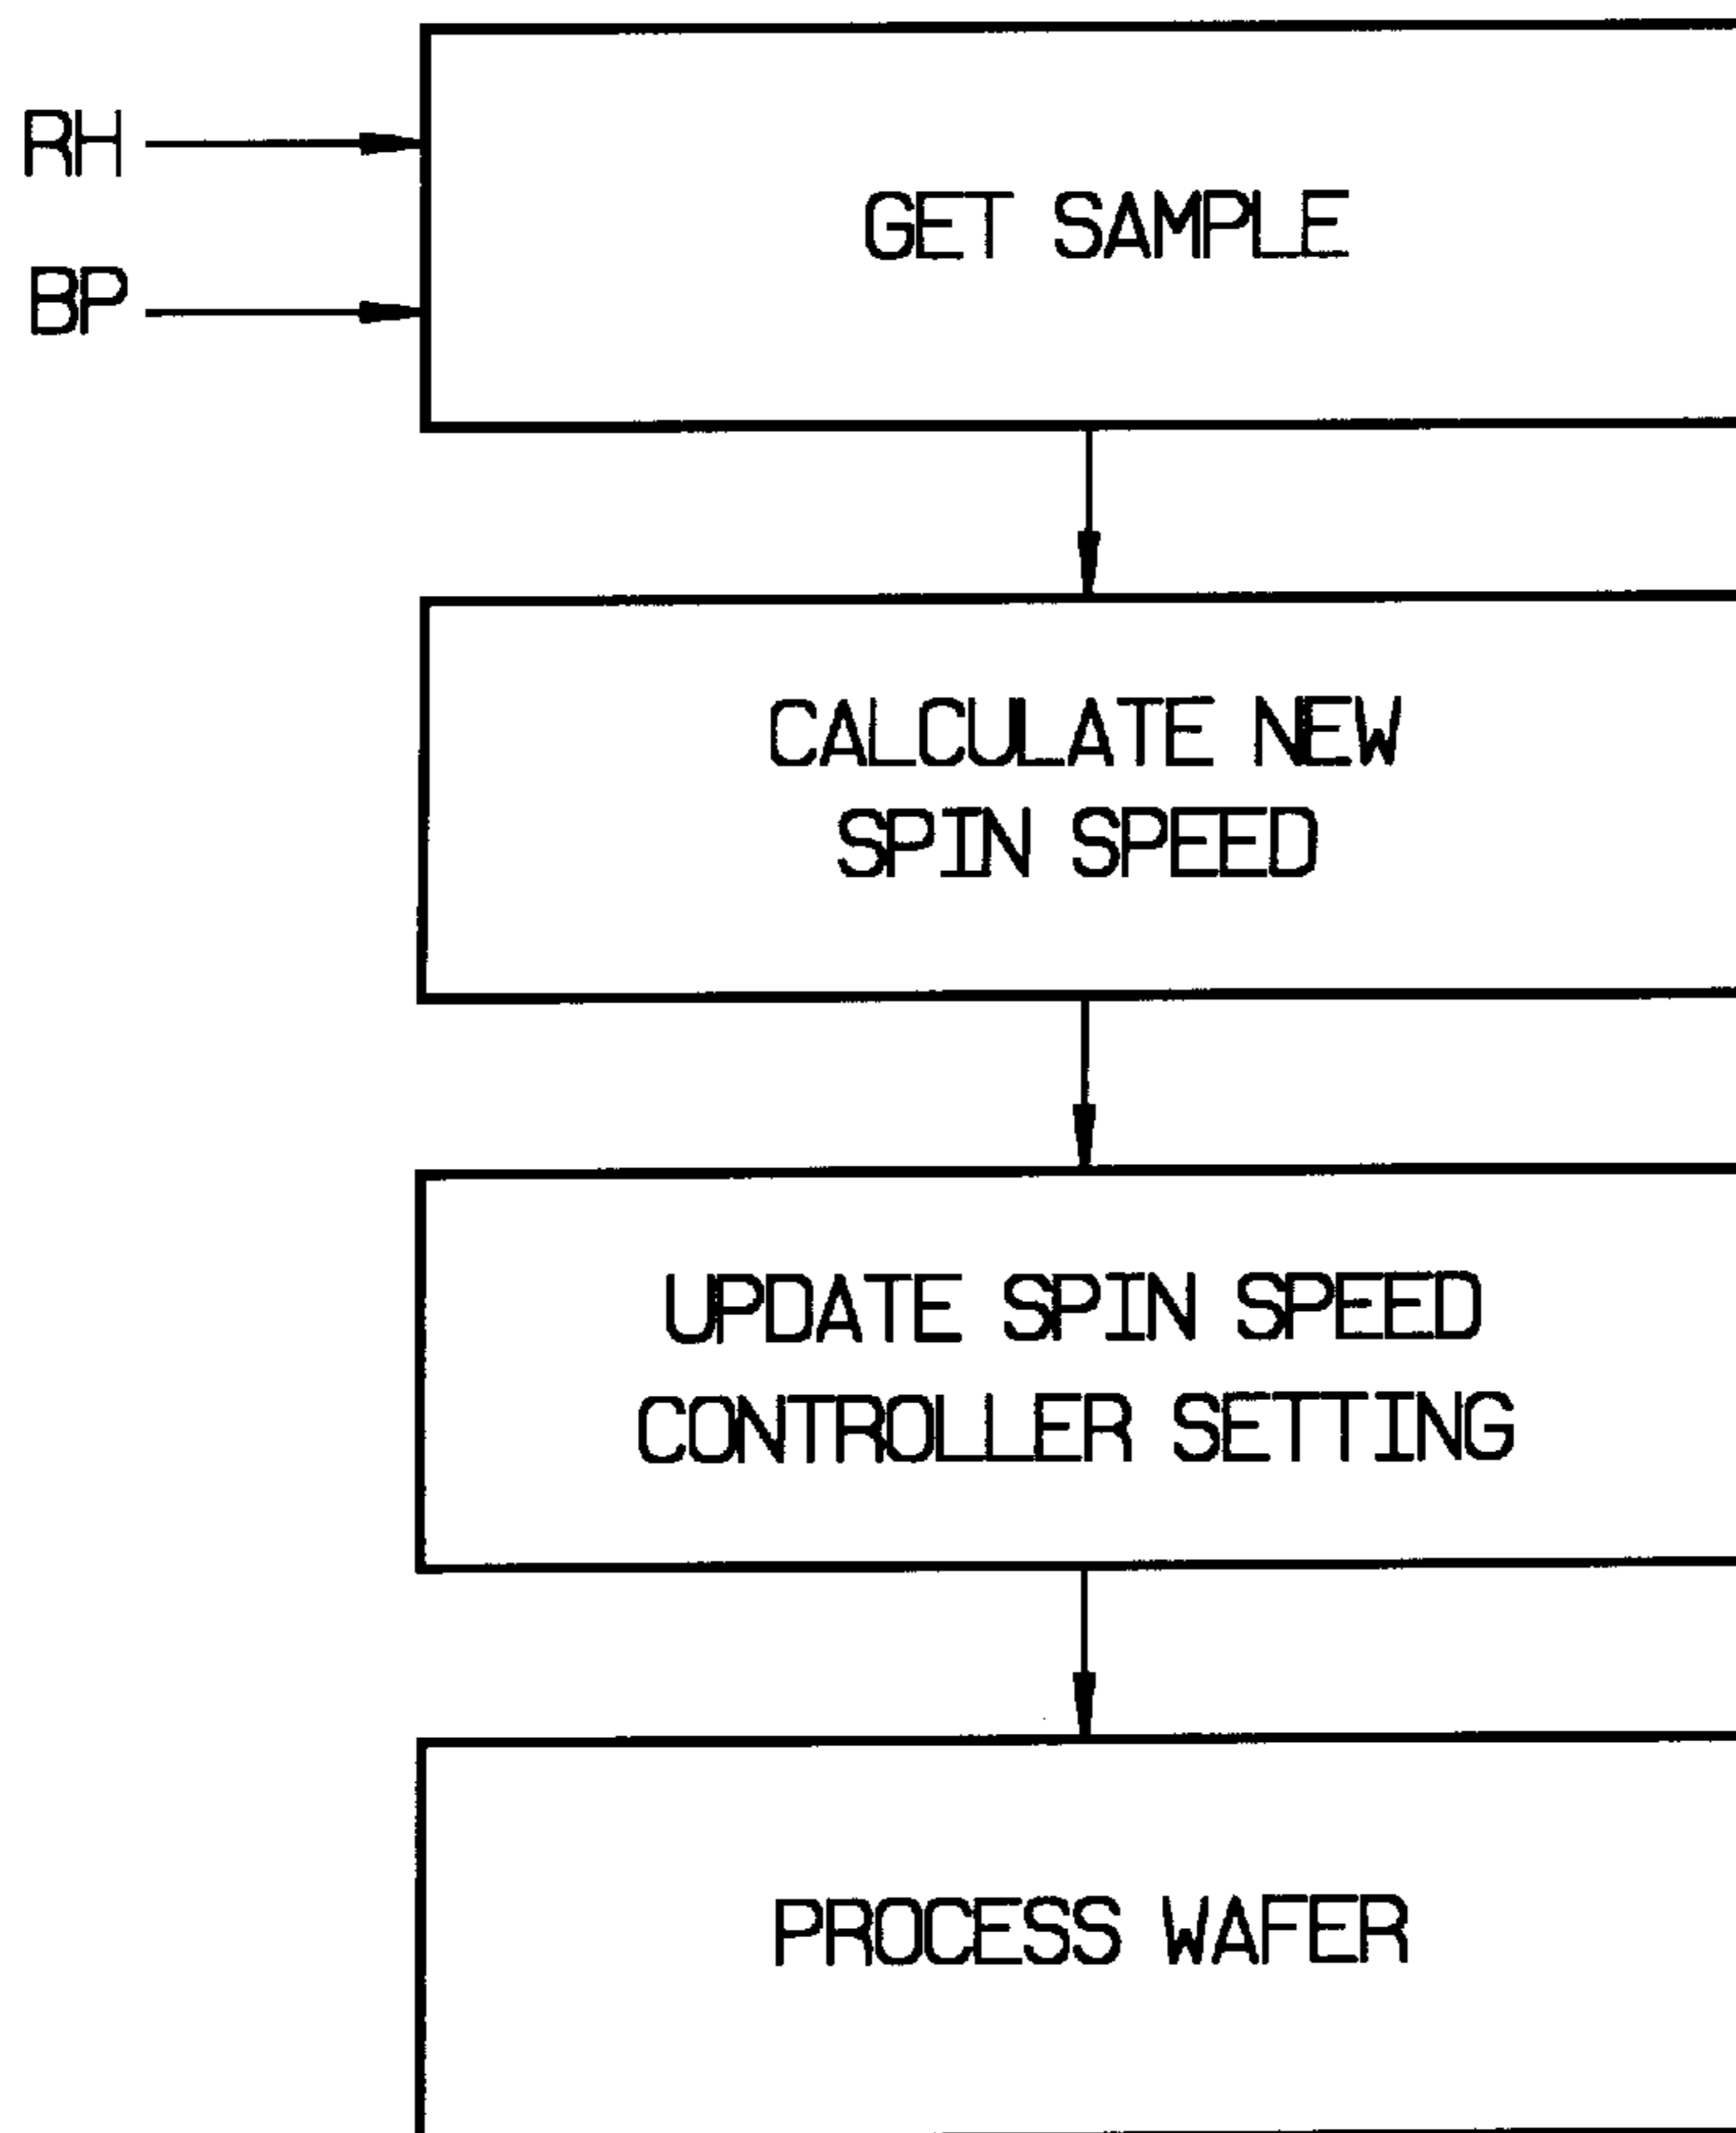 RH
GET SAMPLE
BP
CALCULATE NEW
SPIN SPEED
UPDATE SPIN SPEED
CONTROLLER SETTING
PROCESS WAFER